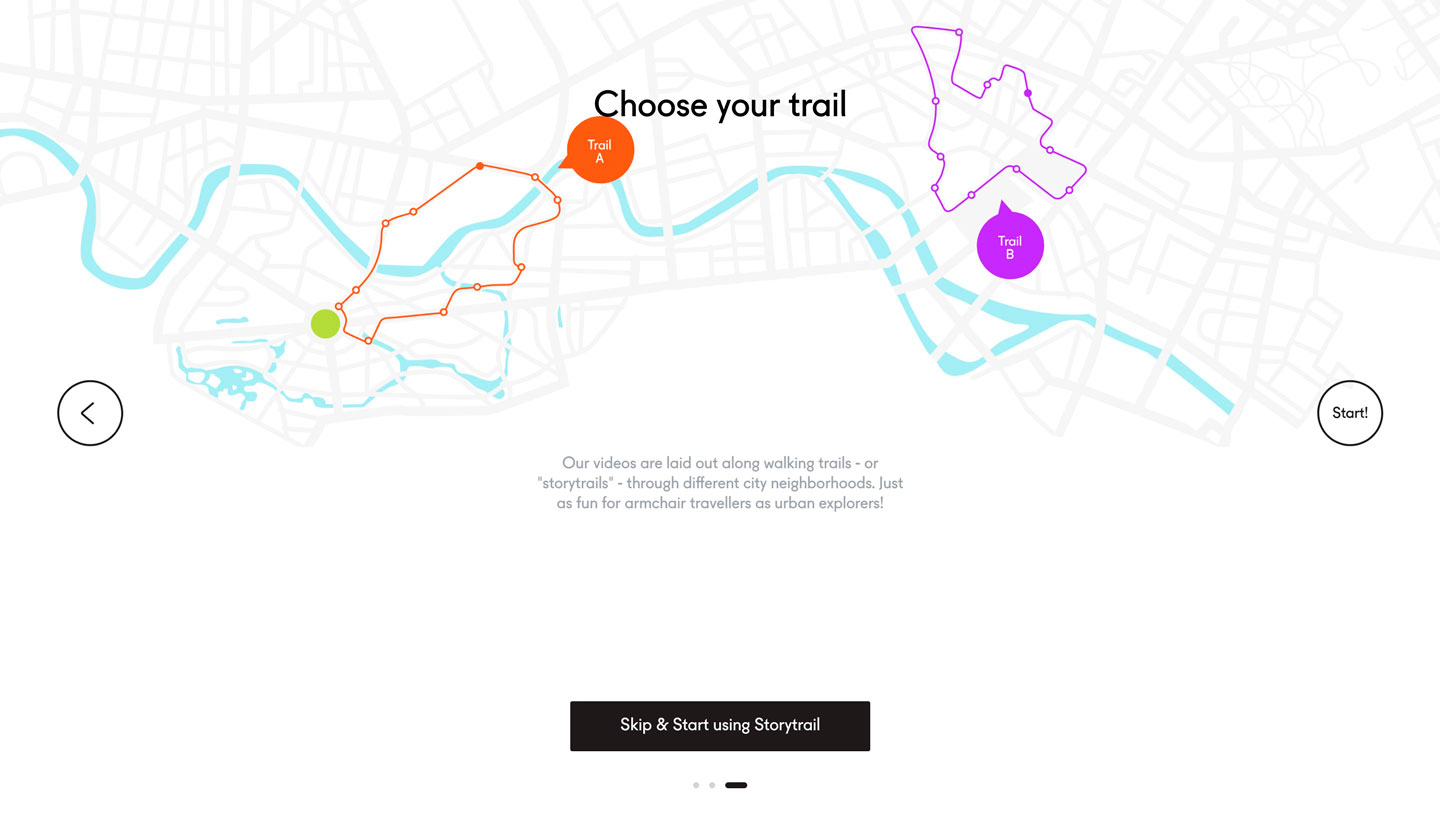 Choose your trail
Trail
A
Trail
B
Start!
Our videos are laid out along walking trails - or
"storytrails" - through different city neighborhoods. Just
as fun for armchair travellers as urban explorers!
Skip & Start using Storytrail